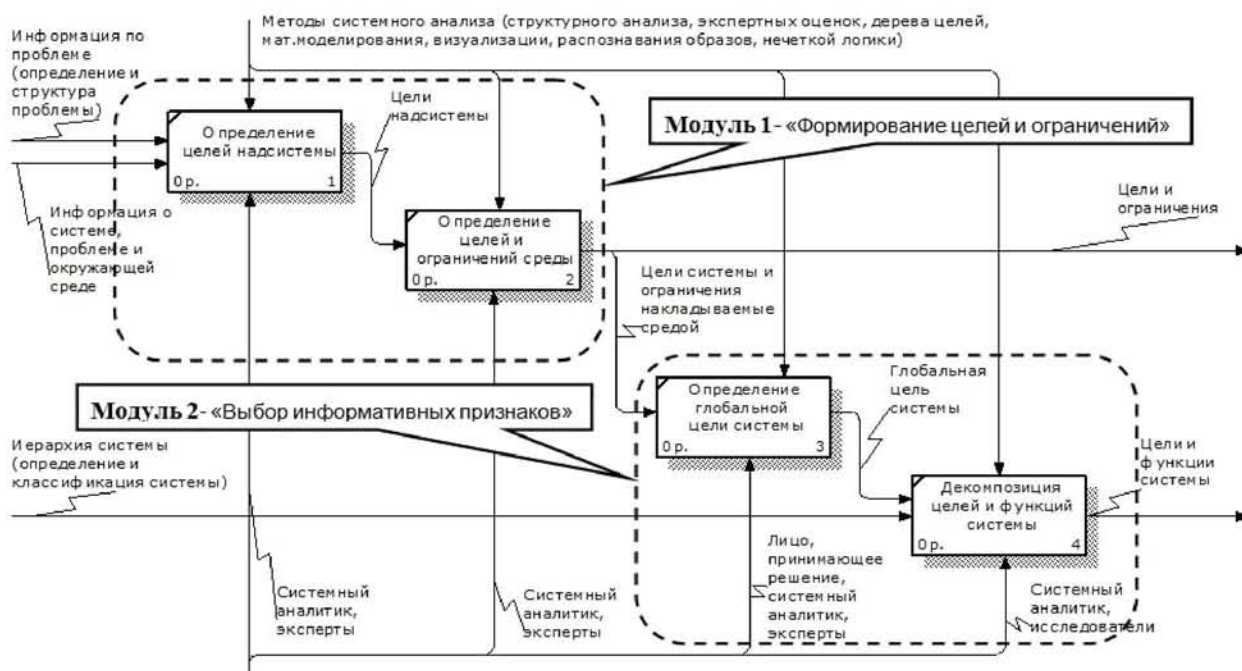 Методы системного анализа (структурного анализа, экспертных оценок, дерева целей,
мат.моделирования, визуализации, распознавания образов, нечеткой логики)
Информация по
проблеме
(определение и
структура
проблемы)
Определение
целей надсистемы
0 р. 1
Цели
надсистемы
Модуль 1- «Формирование целей и ограничений»
Информация о
системе,
проблеме и
окружающей
среде
Определение
целей и
ограничений среды
0 р. 2
Цели и
ограничения
Цели системы и
ограничения
накладываемые
средой
Модуль 2- «Выбор информативных признаков»
Определение
глобальной
цели системы
0 р. 3
Глобальная
цель
системы
Иерархия системы
(определение и
классификация системы)
Декомпозиция
целей и функций
системы
0 р. 4
Цели и
функции
системы
Системный
аналитик,
эксперты
Системный
аналитик,
эксперты
Лицо,
принимающее
решение,
системный
аналитик,
эксперты
Системный
аналитик,
исследователи